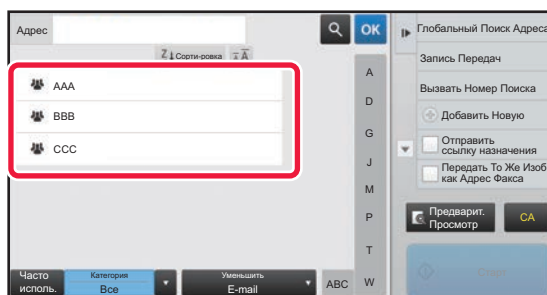 Адрес
OK
Сорти-ровка
AAA
BBB
CCC
A
D
G
J
M
P
T
W
Часто
исполь.
Категория
Все
Уменьшить
E-mail
ABC
Глобальный Поиск Адреса
Запись Передач
Вызвать Номер Поиска
Добавить Новую
Отправить
ссылку назначения
Передать То Же Изоб
как Адрес Факса
Предварит.
Просмотр
CA
Старт